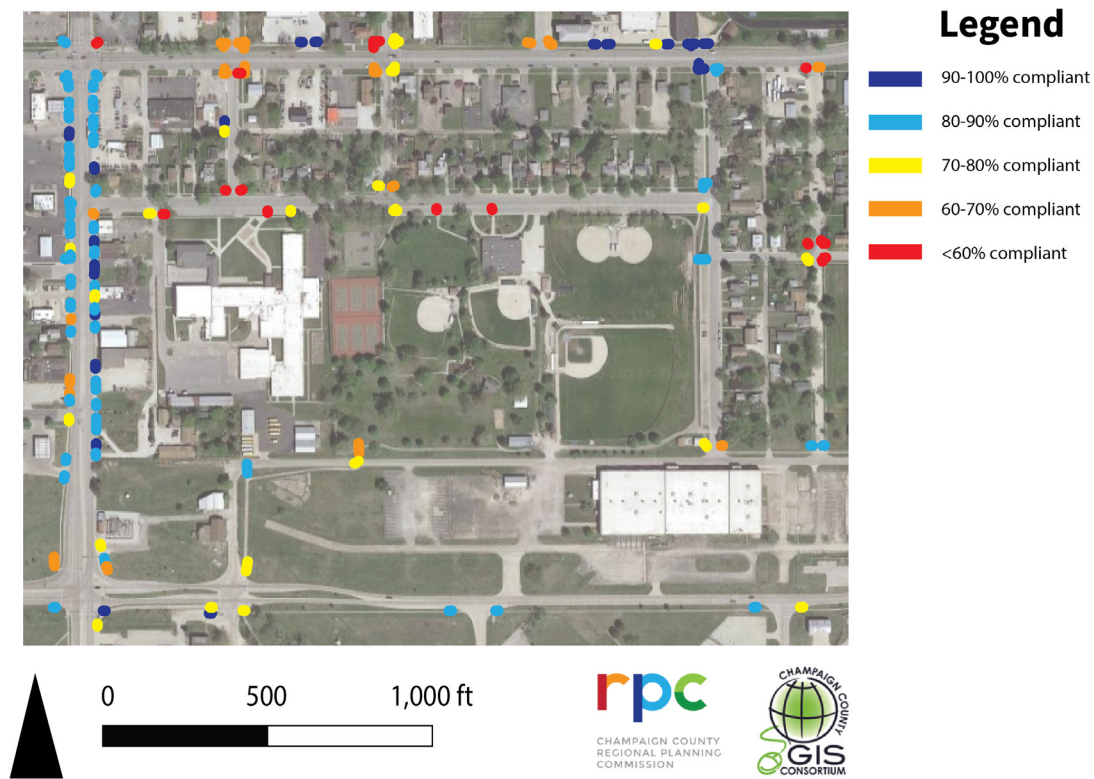 Legend
90-100% compliant
80-90% compliant
70-80% compliant
60-70% compliant
<60% compliant
0 500 1,000 ft
rpc
CHAMPAIGN COUNTY
REGIONAL PLANNING
COMMISSION
CHAMPAIGN COUNTY
GIS
CONSORTIUM